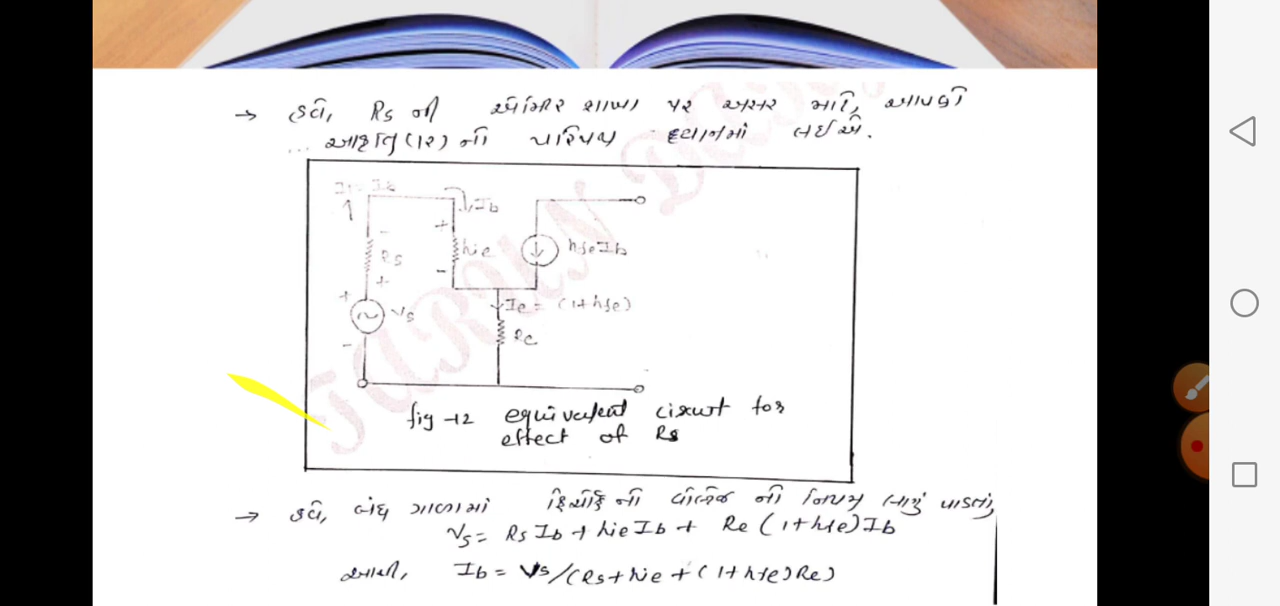 → હવે, Rs ની એમિટર શાખા પર અસર માટે, આપણે
આકૃતિ (12) ની પરિપથ ધ્યાનમાં લઈએ.
Ib
+
-
hie
hfeIb
Rs
+
+
Vs
-
Ie = (1+hfe)
Re
fig -12 equivalent circuit for
effect of Rs
→ હવે, બંધ ગાળામાં કિર્ચોફ ની વોલ્ટેજ નો નિયમ લાગું પાડતાં,
Vs = Rs Ib + hie Ib + Re (1+hfe) Ib
આથી, Ib = Vs/(Rs+hie+(1+hfe)Re)
TARUN